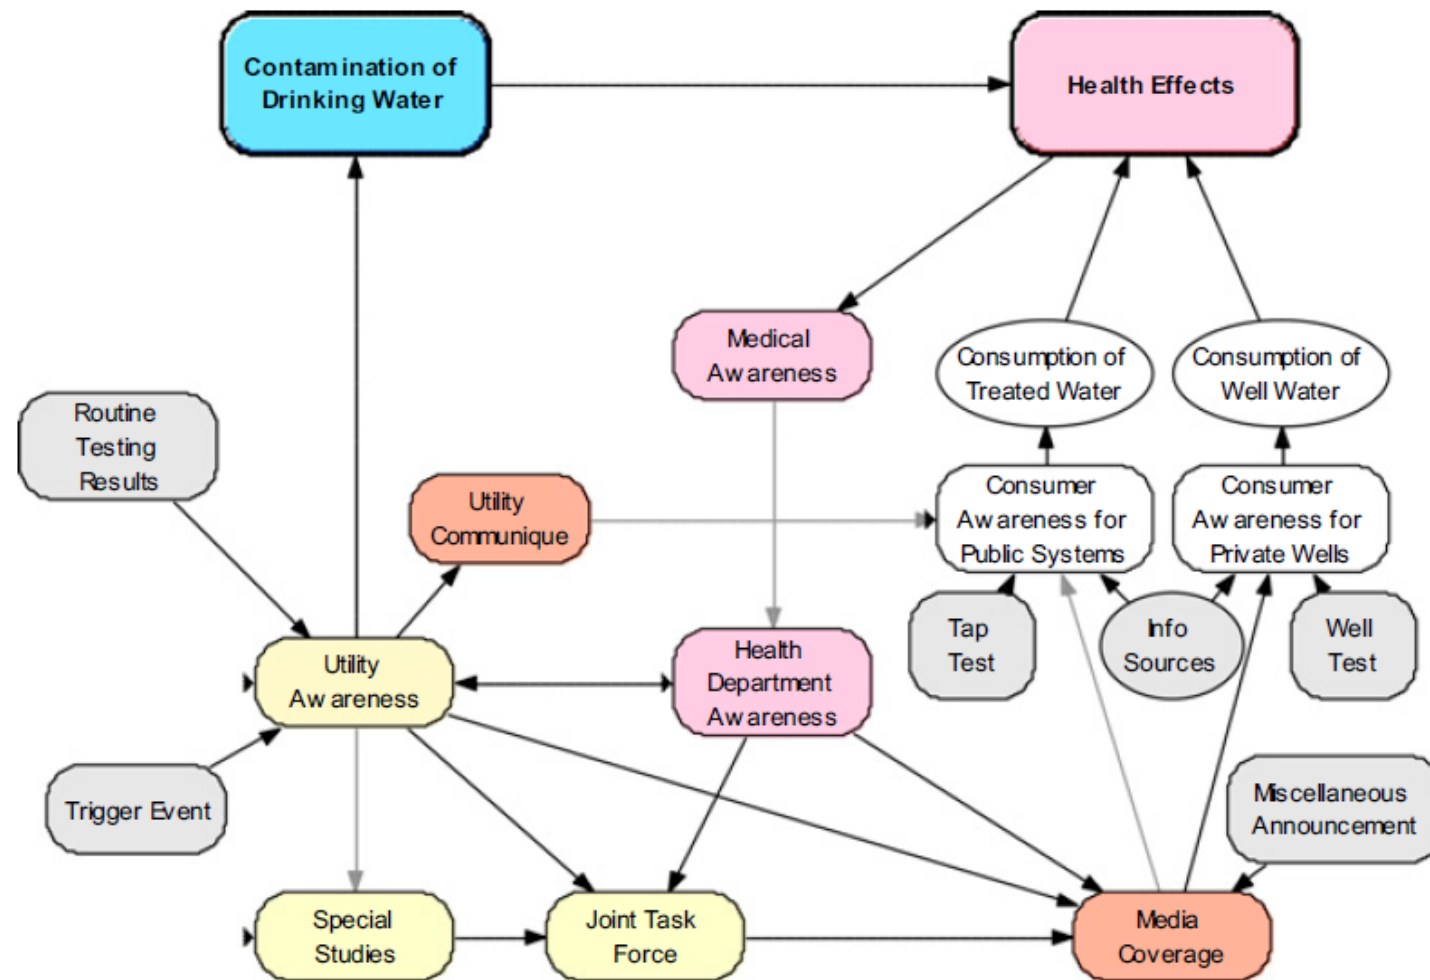 Contamination of
Drinking Water
Health Effects
Medical
Awareness
Consumption of
Treated Water
Consumption of
Well Water
Routine
Testing
Results
Utility
Communique
Consumer
Awareness for
Public Systems
Consumer
Awareness for
Private Wells
Tap
Test
Info
Sources
Well
Test
Utility
Awareness
Health
Department
Awareness
Trigger Event
Miscellaneous
Announcement
Special
Studies
Joint Task
Force
Media
Coverage